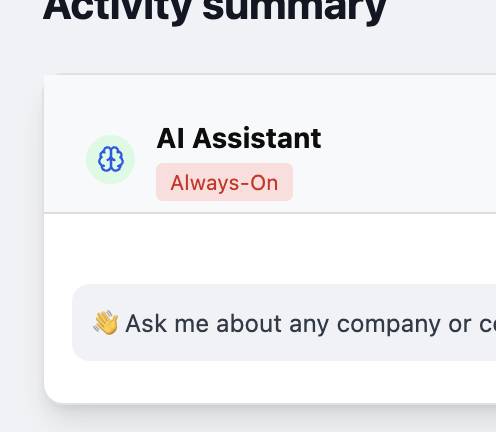 Activity summary
AI Assistant
Always-On
👋 Ask me about any company or